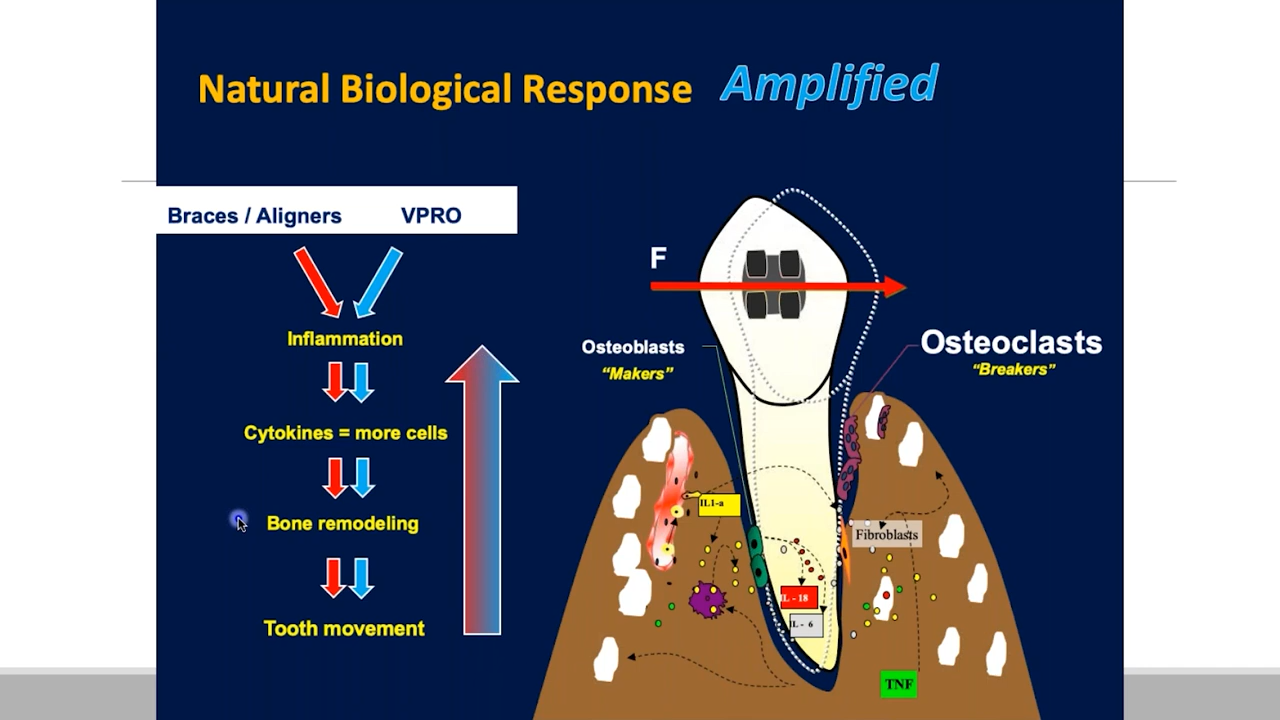 Natural Biological Response Amplified
Braces / Aligners VPRO
Inflammation
Cytokines = more cells
Bone remodeling
Tooth movement
F
Osteoblasts
“Makers”
Osteoclasts
“Breakers”
IL1-a
Fibroblasts
IL - 18
IL - 6
TNF